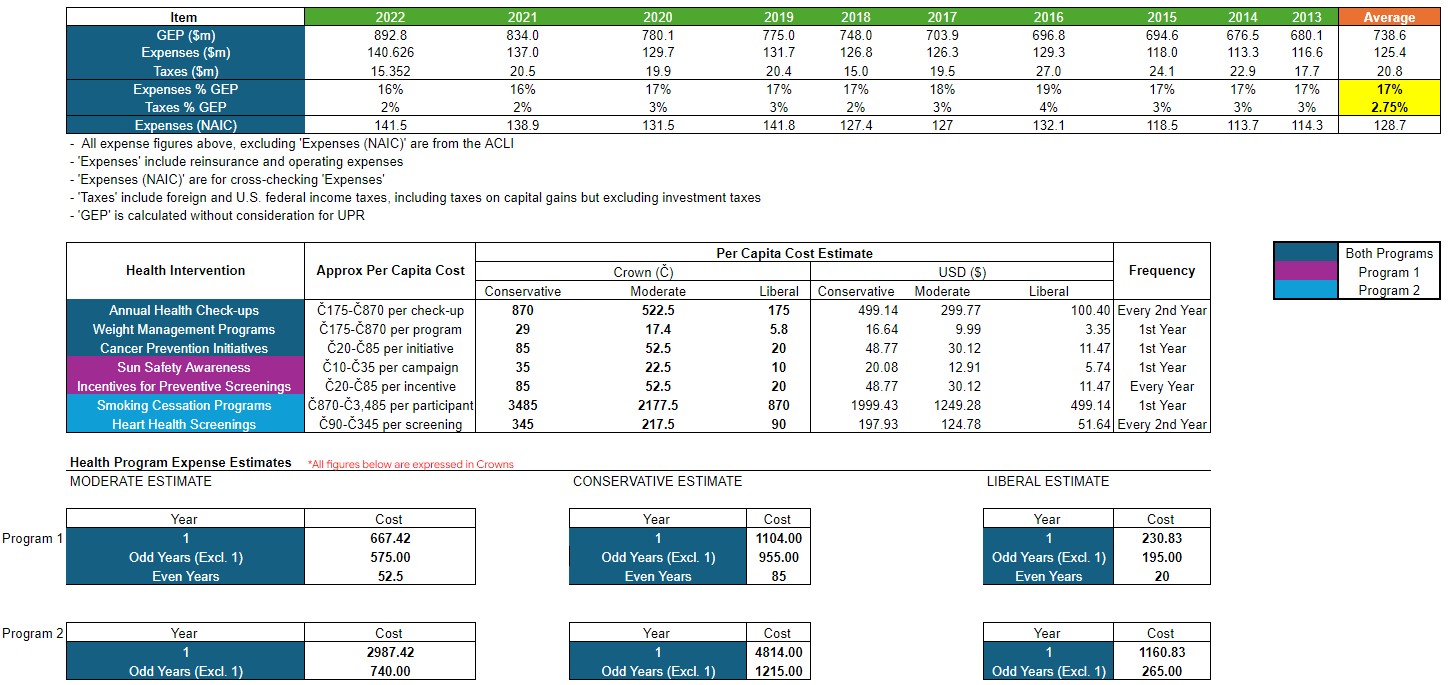 Item 2022 2021 2020 2019 2018 2017 2016 2015 2014 2013 Average
GEP ($m) 892.8 834.0 780.1 775.0 748.0 703.9 696.8 694.6 676.5 680.1 738.6
Expenses ($m) 140.626 137.0 129.7 131.7 126.8 126.3 129.3 118.0 113.3 116.6 125.4
Taxes ($m) 15.352 20.5 19.9 20.4 15.0 19.5 27.0 24.1 22.9 17.7 20.8
Expenses % GEP 16% 16% 17% 17% 17% 18% 19% 17% 17% 17% 17%
Taxes % GEP 2% 2% 3% 3% 2% 3% 4% 3% 3% 3% 2.75%
Expenses (NAIC) 141.5 138.9 131.5 141.8 127.4 127 132.1 118.5 113.7 114.3 128.7
- All expense figures above, excluding 'Expenses (NAIC)' are from the ACLI
- 'Expenses' include reinsurance and operating expenses
- 'Expenses (NAIC)' are for cross-checking 'Expenses'
- 'Taxes' include foreign and U.S. federal income taxes, including taxes on capital gains but excluding investment taxes
- 'GEP' is calculated without consideration for UPR
Both Programs
Program 1
Program 2
Health Intervention Approx Per Capita Cost Per Capita Cost Estimate Frequency
Crown (Č) USD ($)
Conservative Moderate Liberal Conservative Moderate Liberal
Annual Health Check-ups Č175-Č870 per check-up 870 522.5 175 499.14 299.77 100.40 Every 2nd Year
Weight Management Programs Č175-Č870 per program 29 17.4 5.8 16.64 9.99 3.35 1st Year
Cancer Prevention Initiatives Č20-Č85 per initiative 85 52.5 20 48.77 30.12 11.47 1st Year
Sun Safety Awareness Č10-Č35 per campaign 35 22.5 10 20.08 12.91 5.74 1st Year
Incentives for Preventive Screenings Č20-Č85 per incentive 85 52.5 20 48.77 30.12 11.47 Every Year
Smoking Cessation Programs Č870-Č3,485 per participant 3485 2177.5 870 1999.43 1249.28 499.14 1st Year
Heart Health Screenings Č90-Č345 per screening 345 217.5 90 197.93 124.78 51.64 Every 2nd Year
Health Program Expense Estimates *All figures below are expressed in Crowns
MODERATE ESTIMATE CONSERVATIVE ESTIMATE LIBERAL ESTIMATE
Year Cost Year Cost Year Cost
Program 1 1 667.42 1 1104.00 1 230.83
Odd Years (Excl. 1) 575.00 Odd Years (Excl. 1) 955.00 Odd Years (Excl. 1) 195.00
Even Years 52.5 Even Years 85 Even Years 20
Program 2 Year Cost Year Cost Year Cost
1 2987.42 1 4814.00 1 1160.83
Odd Years (Excl. 1) 740.00 Odd Years (Excl. 1) 1215.00 Odd Years (Excl. 1) 265.00